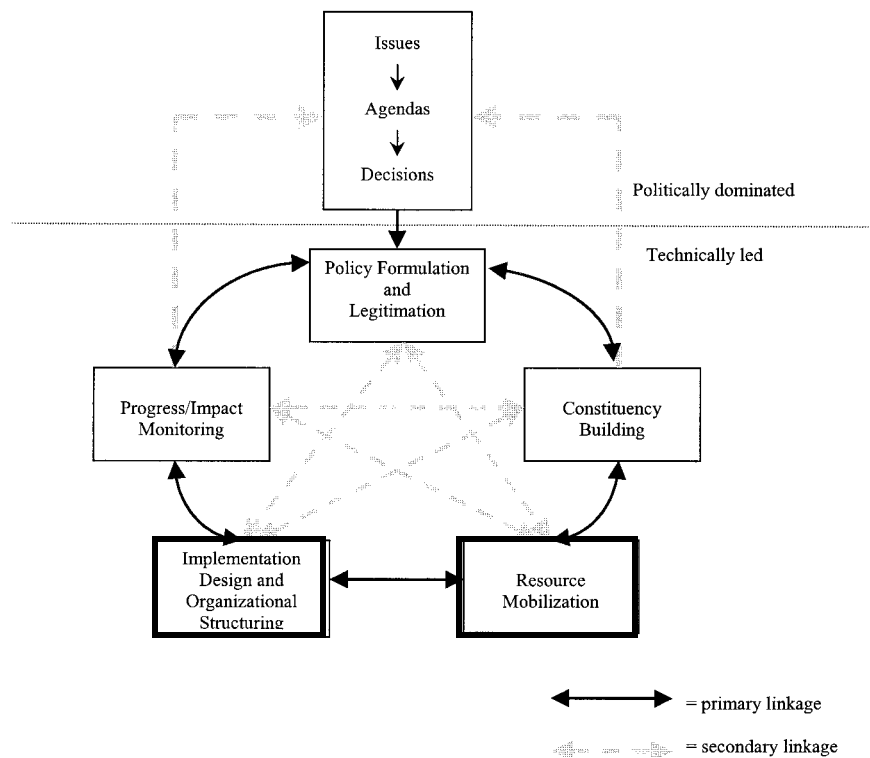 Issues
Agendas
Decisions
Politically dominated
Technically led
Policy Formulation
and
Legitimation
Progress/Impact
Monitoring
Constituency
Building
Implementation
Design and
Organizational
Structuring
Resource
Mobilization
= primary linkage
= secondary linkage